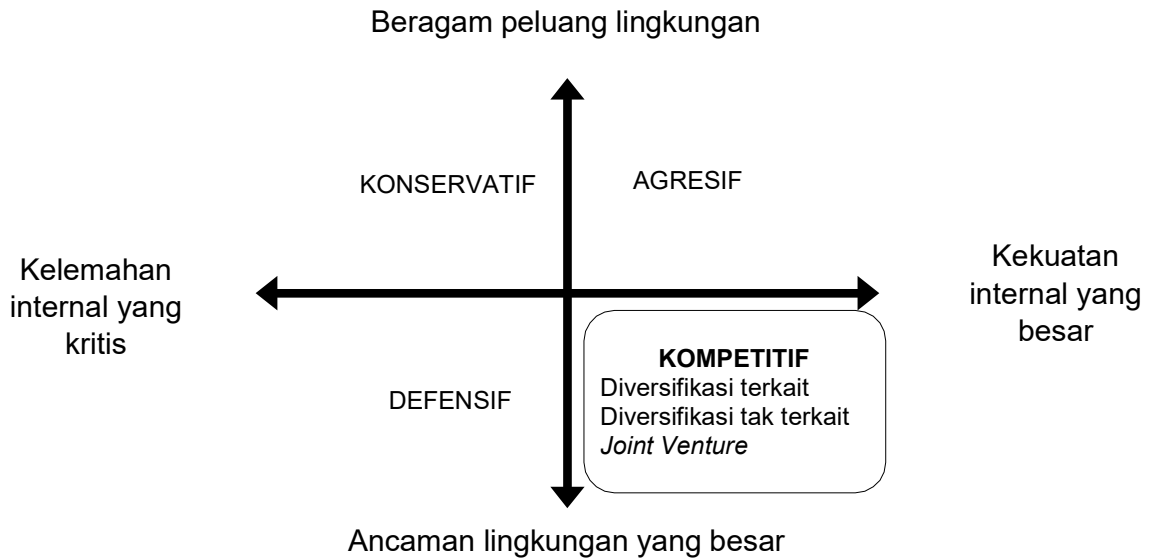 Beragam peluang lingkungan
KONSERVATIF
AGRESIF
Kelemahan
internal yang
kritis
Kekuatan
internal yang
besar
DEFENSIF
KOMPETITIF
Diversifikasi terkait
Diversifikasi tak terkait
Joint Venture
Ancaman lingkungan yang besar